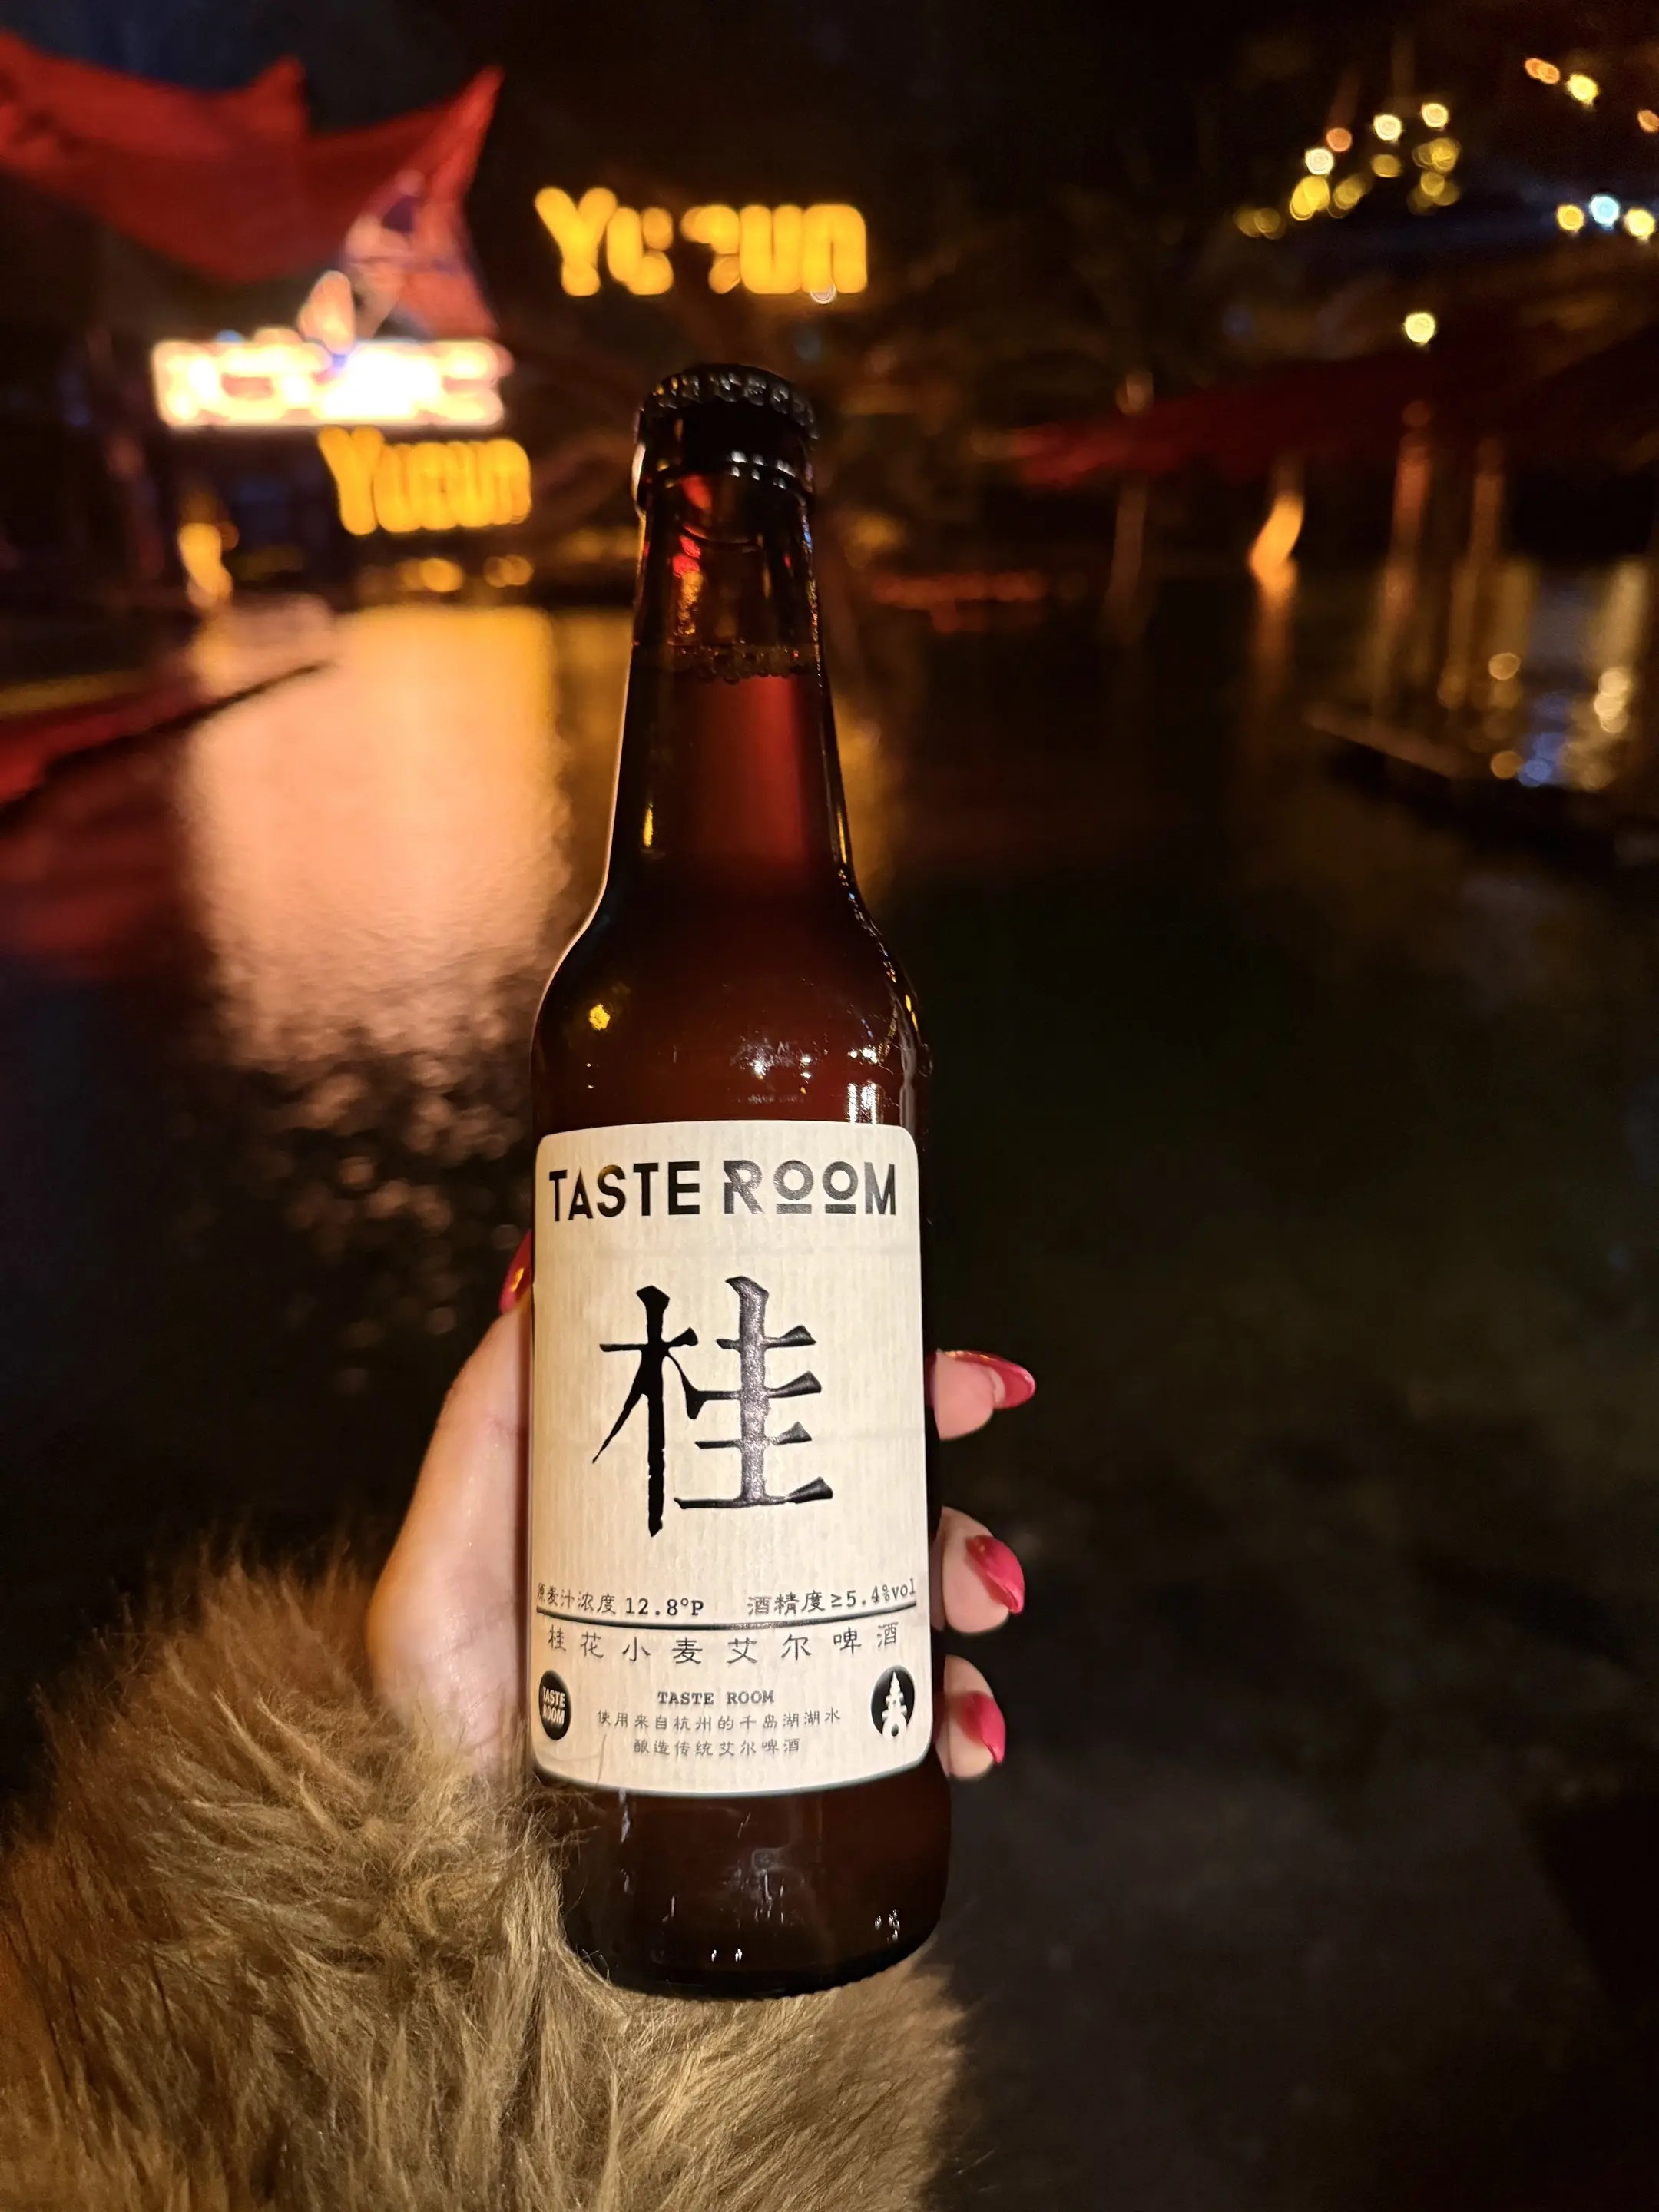 Yucun
TASTE ROOM
桂
原麦汁浓度 12.8°P 酒精度≥5.4%vol
桂花小麦艾尔啤酒
TASTE
ROOM
TASTE ROOM
使用来自杭州的千岛湖湖水
酿造传统艾尔啤酒